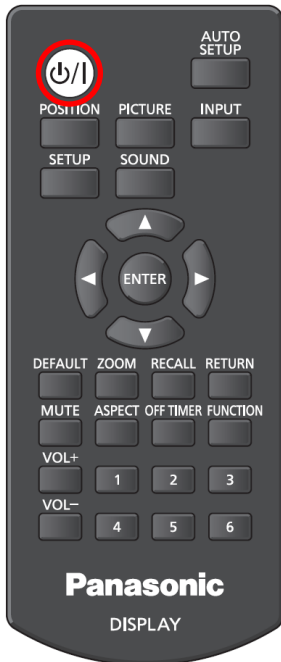 AUTO
SETUP
⏻/I
POSITION PICTURE INPUT
SETUP SOUND
ENTER
DEFAULT ZOOM RECALL RETURN
MUTE ASPECT OFF TIMER FUNCTION
VOL+
1 2 3
VOL−
4 5 6
Panasonic
DISPLAY